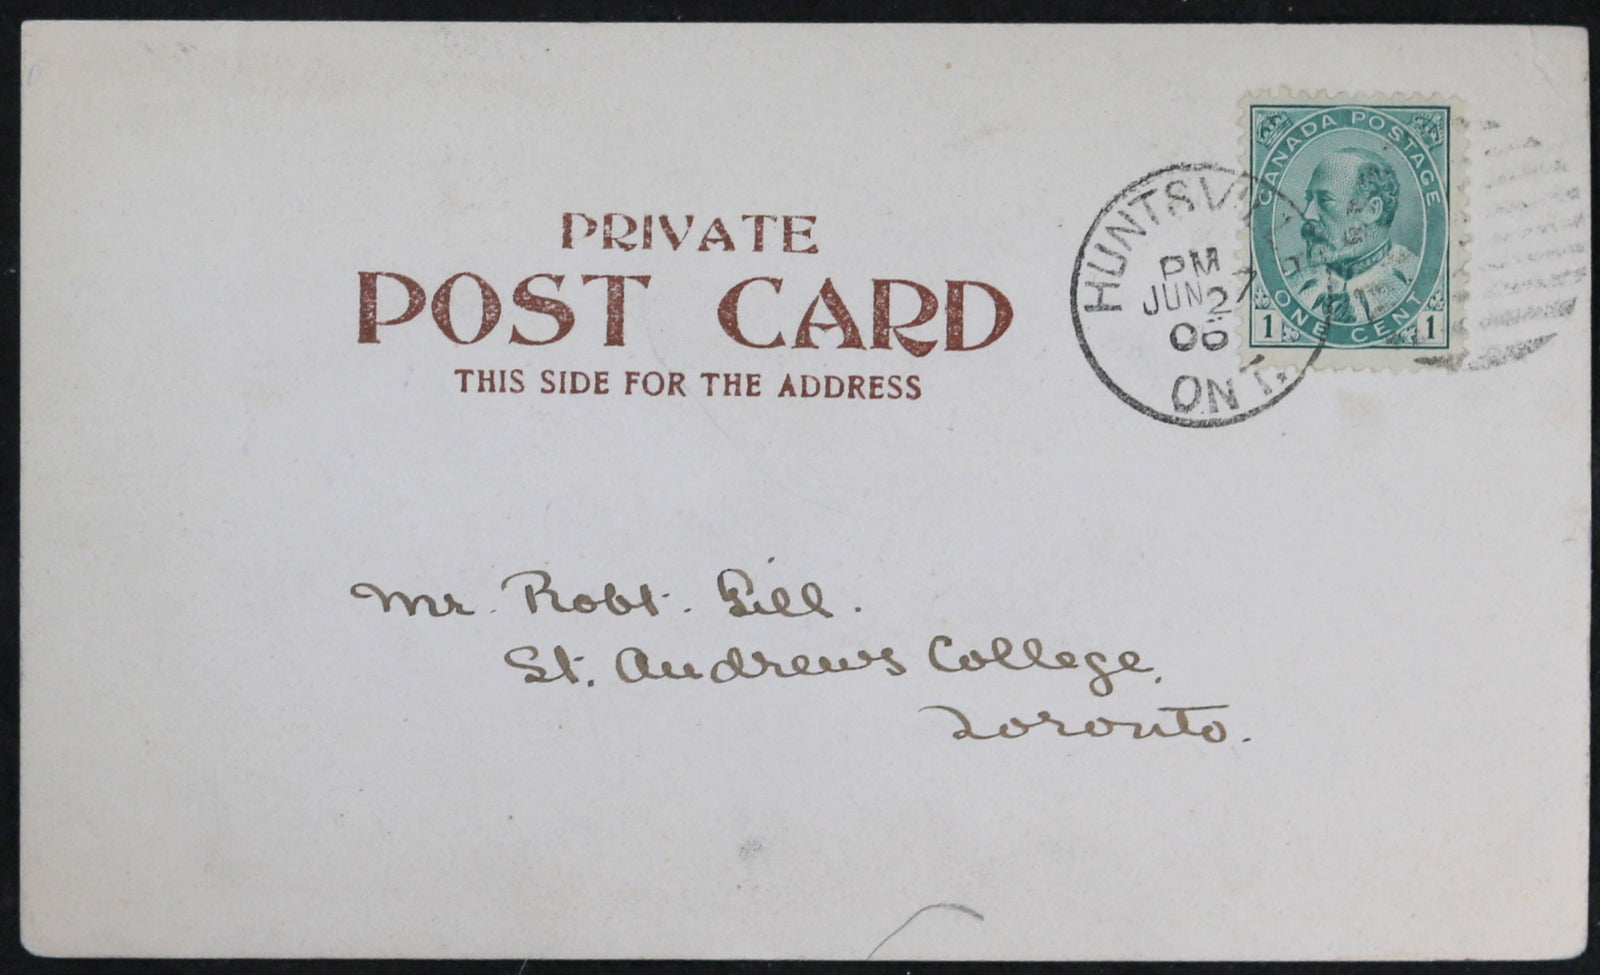 PRIVATE
POST CARD
THIS SIDE FOR THE ADDRESS
CANADA POSTAGE
1 ONE CENT 1
HUNTSVILLE
PM
JUN 27
06
ONT.
Mr. Robt. Gill.
St. Andrews College,
Toronto.